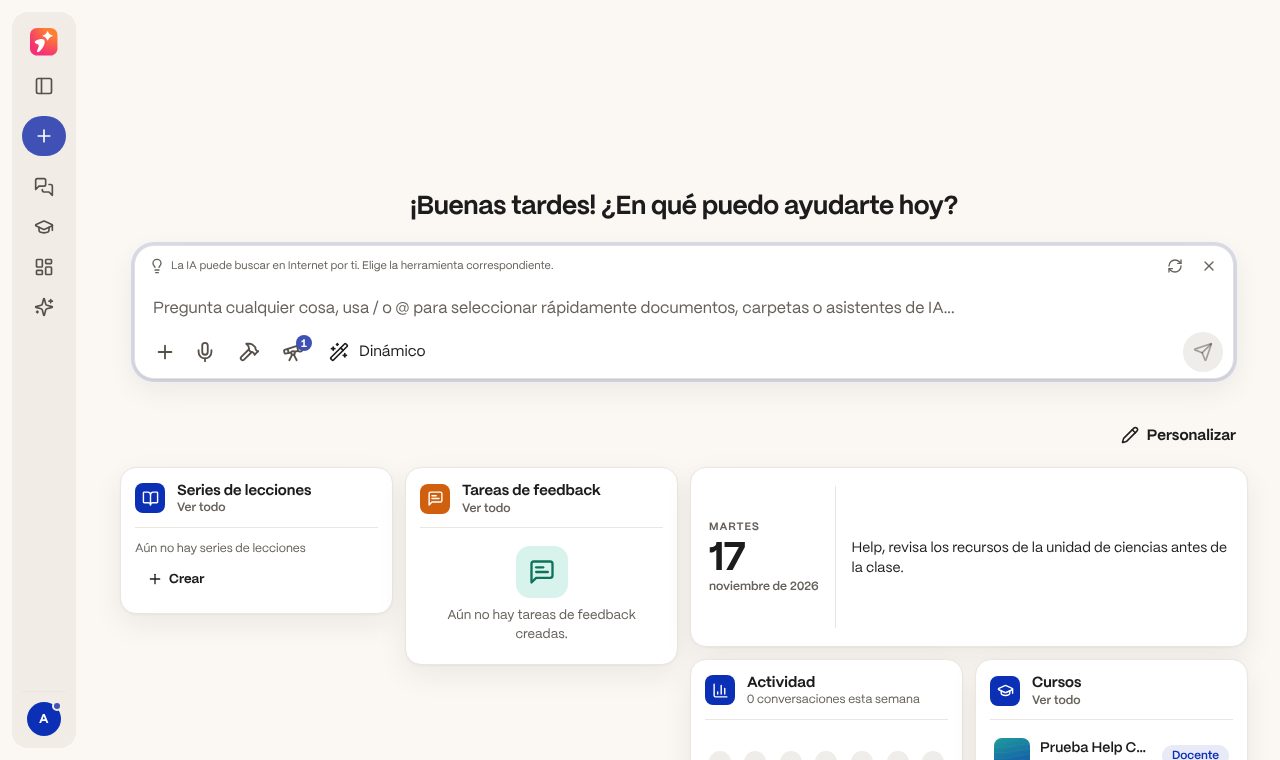 ¡Buenas tardes! ¿En qué puedo ayudarte hoy?
La IA puede buscar en Internet por ti. Elige la herramienta correspondiente.
Pregunta cualquier cosa, usa / o @ para seleccionar rápidamente documentos, carpetas o asistentes de IA...
1
Dinámico
Personalizar
Series de lecciones
Ver todo
Aún no hay series de lecciones
Crear
Tareas de feedback
Ver todo
Aún no hay tareas de feedback
creadas.
MARTES
17
noviembre de 2026
Help, revisa los recursos de la unidad de ciencias antes de
la clase.
Actividad
0 conversaciones esta semana
Cursos
Ver todo
Prueba Help C...
Docente
A